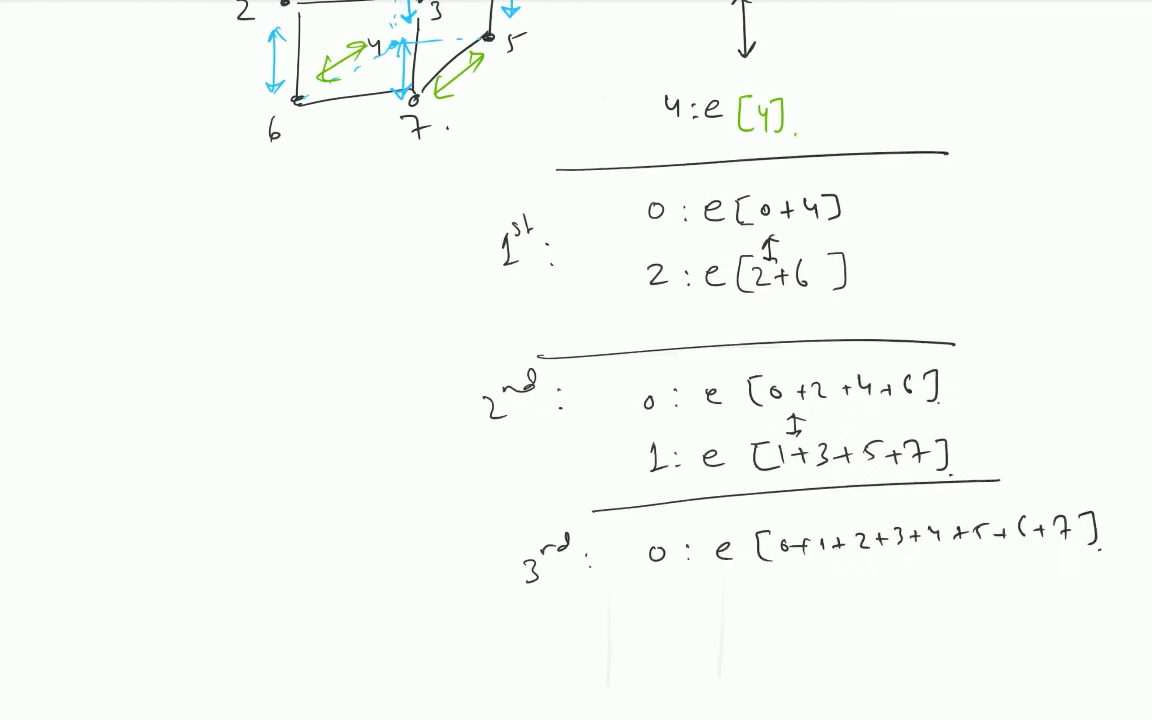 2 3
4 5
6 7.
4 : e [4].
1st : 0 : e [0+4]
2 : e [2+6 ]
2nd : 0 : e [0+2+4+6]
1 : e [1+3+5+7].
3rd : 0 : e [0+1+2+3+4+5+6+7].